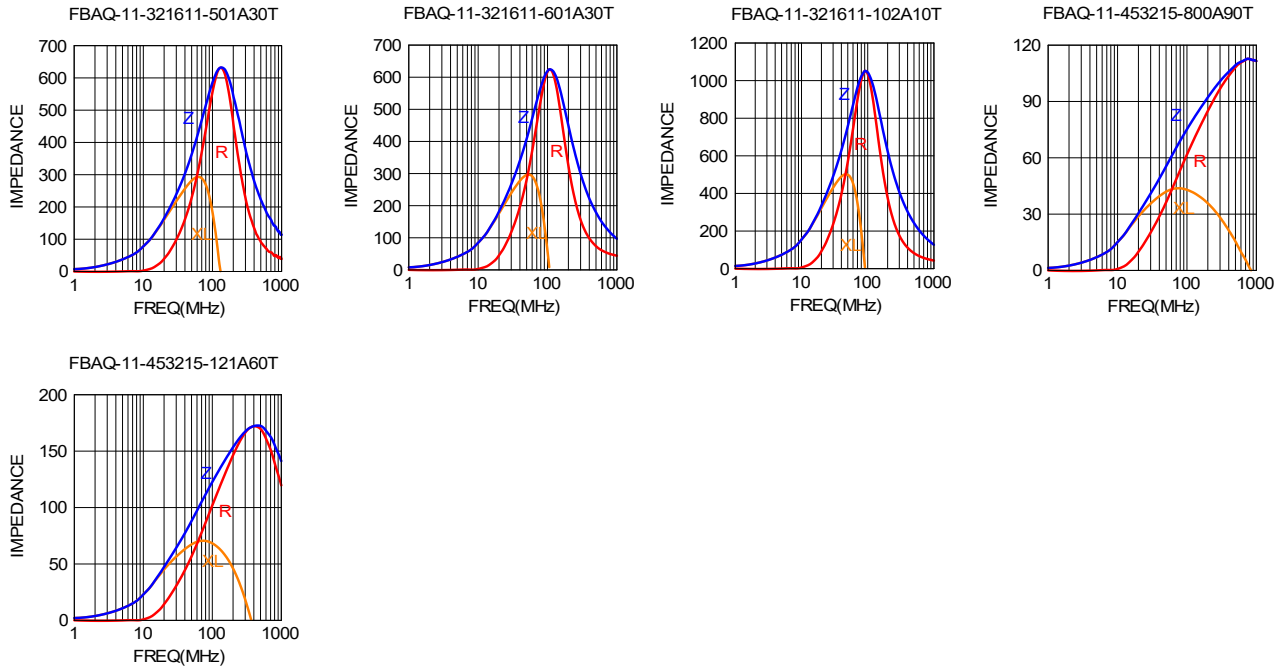 FBAQ-11-321611-501A30T
700
600
500
400
300
200
100
0
IMPEDANCE
Z
R
XL
1 10 100 1000
FREQ(MHz)
FBAQ-11-321611-601A30T
700
600
500
400
300
200
100
0
IMPEDANCE
Z
R
XL
1 10 100 1000
FREQ(MHz)
FBAQ-11-321611-102A10T
1200
1000
800
600
400
200
0
IMPEDANCE
Z
R
XL
1 10 100 1000
FREQ(MHz)
FBAQ-11-453215-800A90T
120
90
60
30
0
IMPEDANCE
Z
R
XL
1 10 100 1000
FREQ(MHz)
FBAQ-11-453215-121A60T
200
150
100
50
0
IMPEDANCE
Z
R
XL
1 10 100 1000
FREQ(MHz)